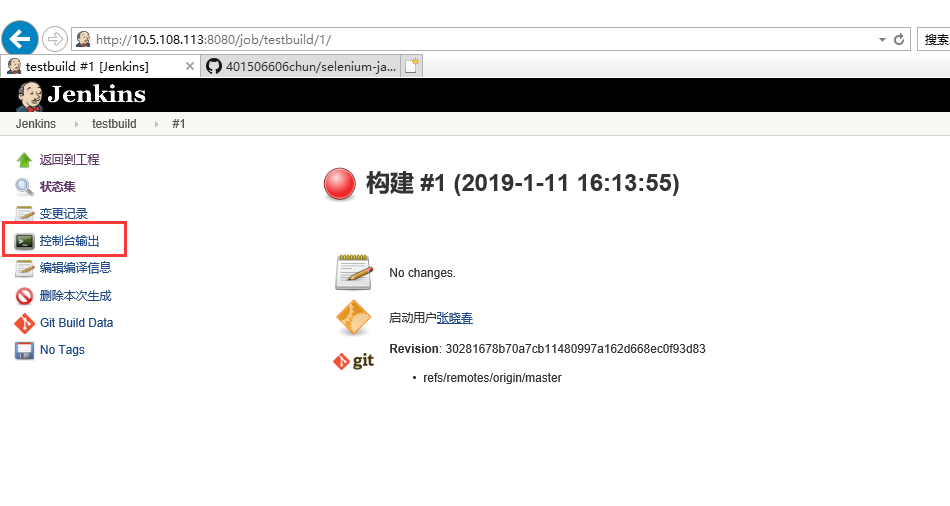 http://10.5.108.113:8080/job/testbuild/1/
搜索
testbuild #1 [Jenkins]
401506606chun/selenium-ja...
Jenkins
Jenkins testbuild #1
返回到工程
状态集
变更记录
控制台输出
编辑编译信息
删除本次生成
Git Build Data
No Tags
构建 #1 (2019-1-11 16:13:55)
No changes.
启动用户张晓春
git
Revision: 30281678b70a7cb11480997a162d668ec0f93d83
• refs/remotes/origin/master